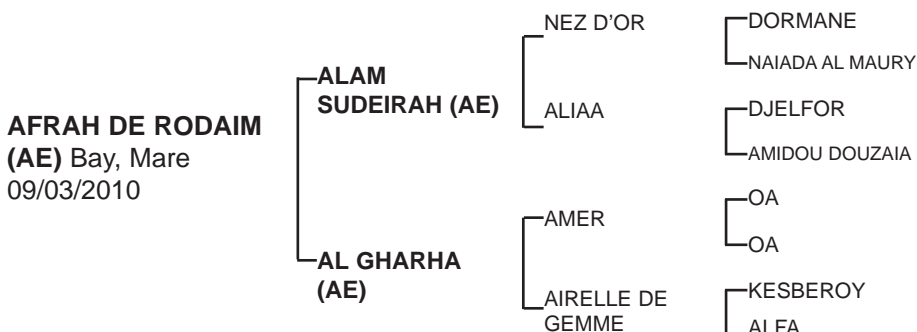 AFRAH DE RODAIM
(AE) Bay, Mare
09/03/2010
ALAM
SUDEIRAH (AE)
AL GHARHA
(AE)
NEZ D’OR
ALIAA
AMER
AIRELLE DE
GEMME
DORMANE
NAIADA AL MAURY
DJELFOR
AMIDOU DOUZAIA
OA
OA
KESBEROY
ALFA